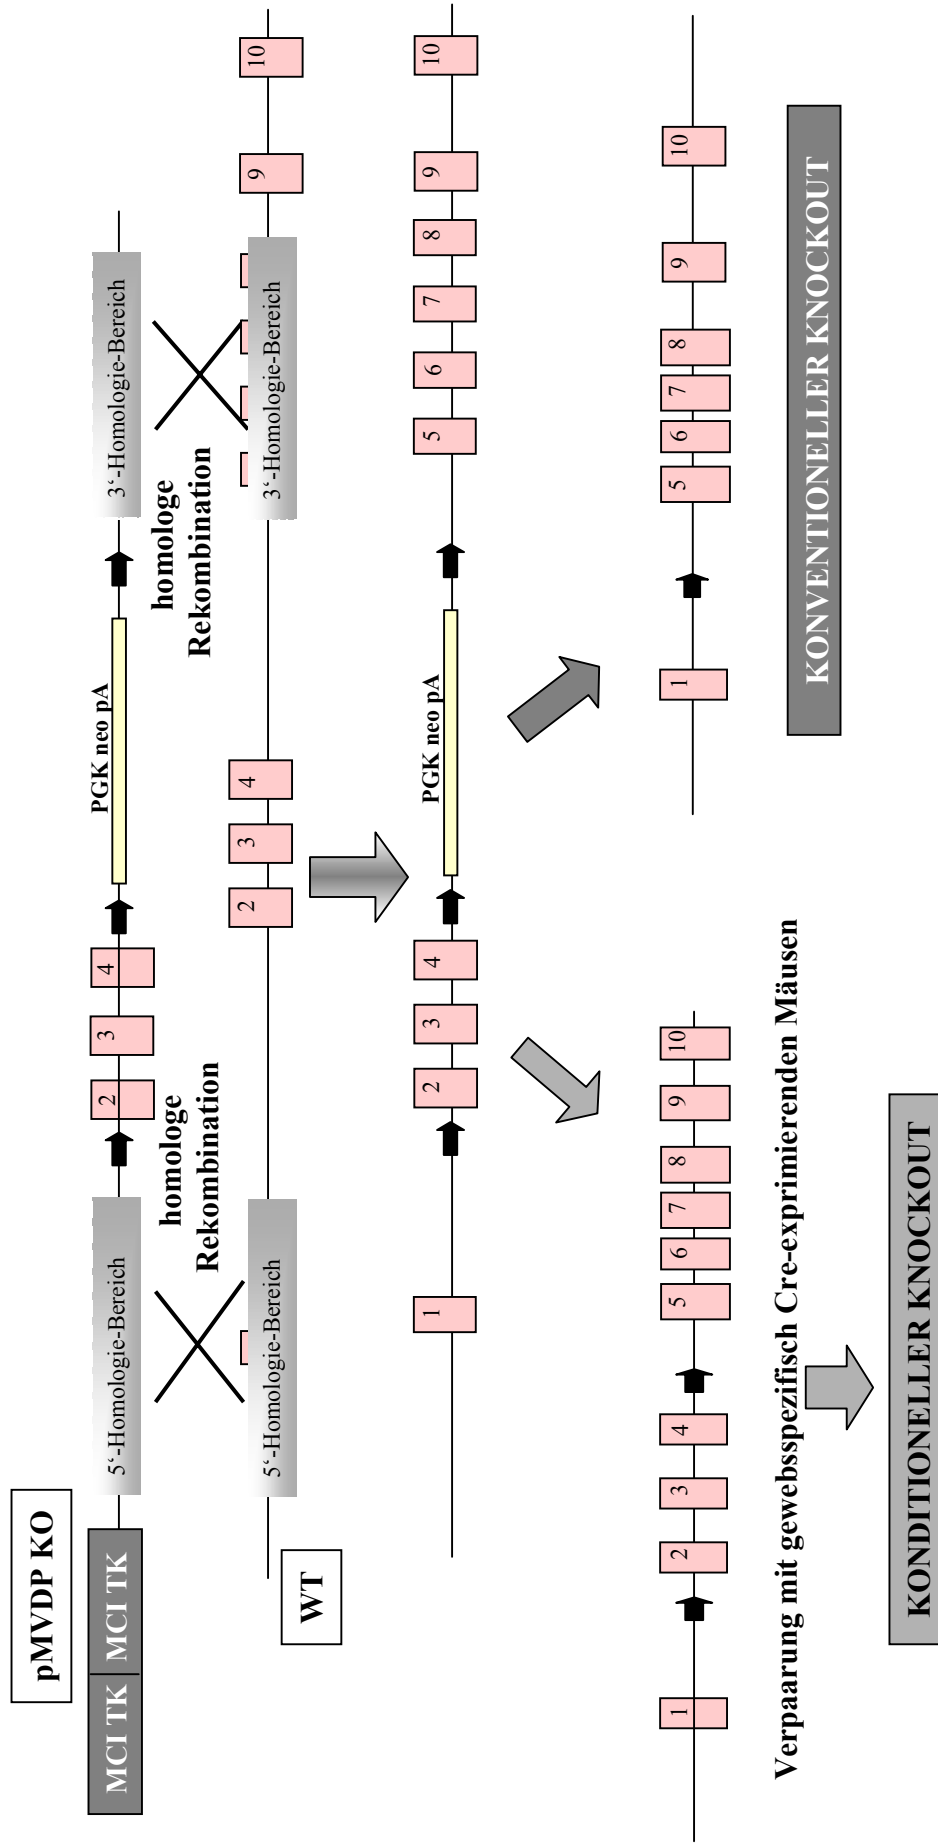 pMVDP KO
MCI TK MCI TK
5‘-Homologie-Bereich
2 3 4
PGK neo pA
3‘-Homologie-Bereich
homologe
Rekombination
homologe
Rekombination
WT
5‘-Homologie-Bereich
2 3 4
3‘-Homologie-Bereich
9 10
1 2 3 4
PGK neo pA
5 6 7 8 9 10
1 2 3 4 5 6 7 8 9 10
1 5 6 7 8 9 10
Verpaarung mit gewebsspezifisch Cre-exprimierenden Mäusen
KONDITIONELLER KNOCKOUT
KONVENTIONELLER KNOCKOUT